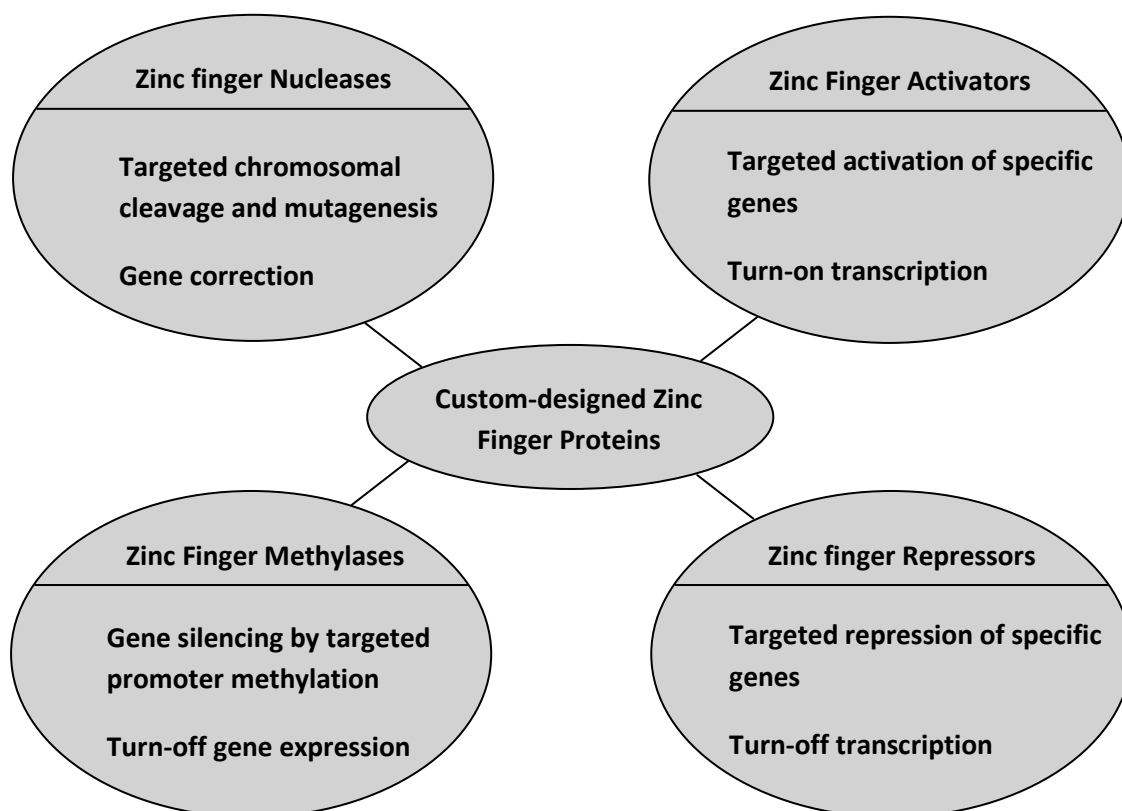 Zinc finger Nucleases
Targeted chromosomal
cleavage and mutagenesis
Gene correction
Zinc Finger Activators
Targeted activation of specific
genes
Turn-on transcription
Custom-designed Zinc
Finger Proteins
Zinc Finger Methylases
Gene silencing by targeted
promoter methylation
Turn-off gene expression
Zinc finger Repressors
Targeted repression of specific
genes
Turn-off transcription